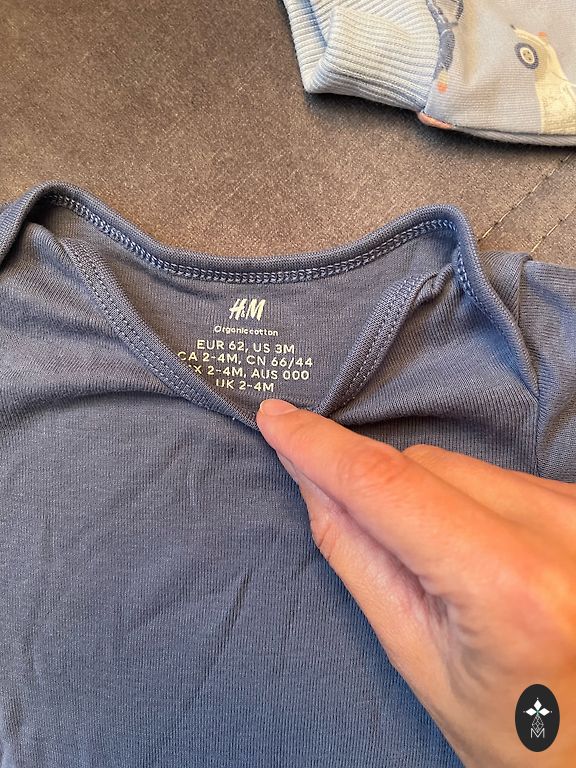 H&M
Organic cotton
EUR 62, US 3M
CA 2-4M, CN 66/44
X 2-4M, AUS 000
UK 2-4M
M